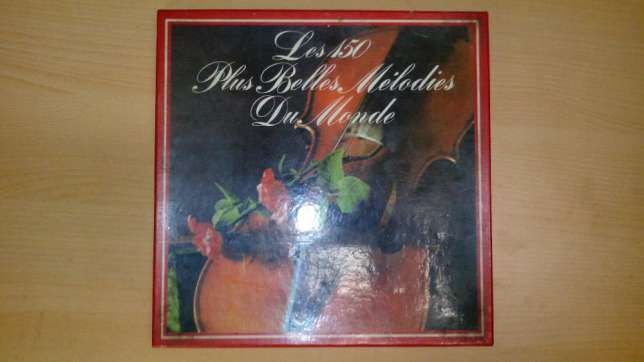 Les 150
Plus Belles Mélodies
Du Monde